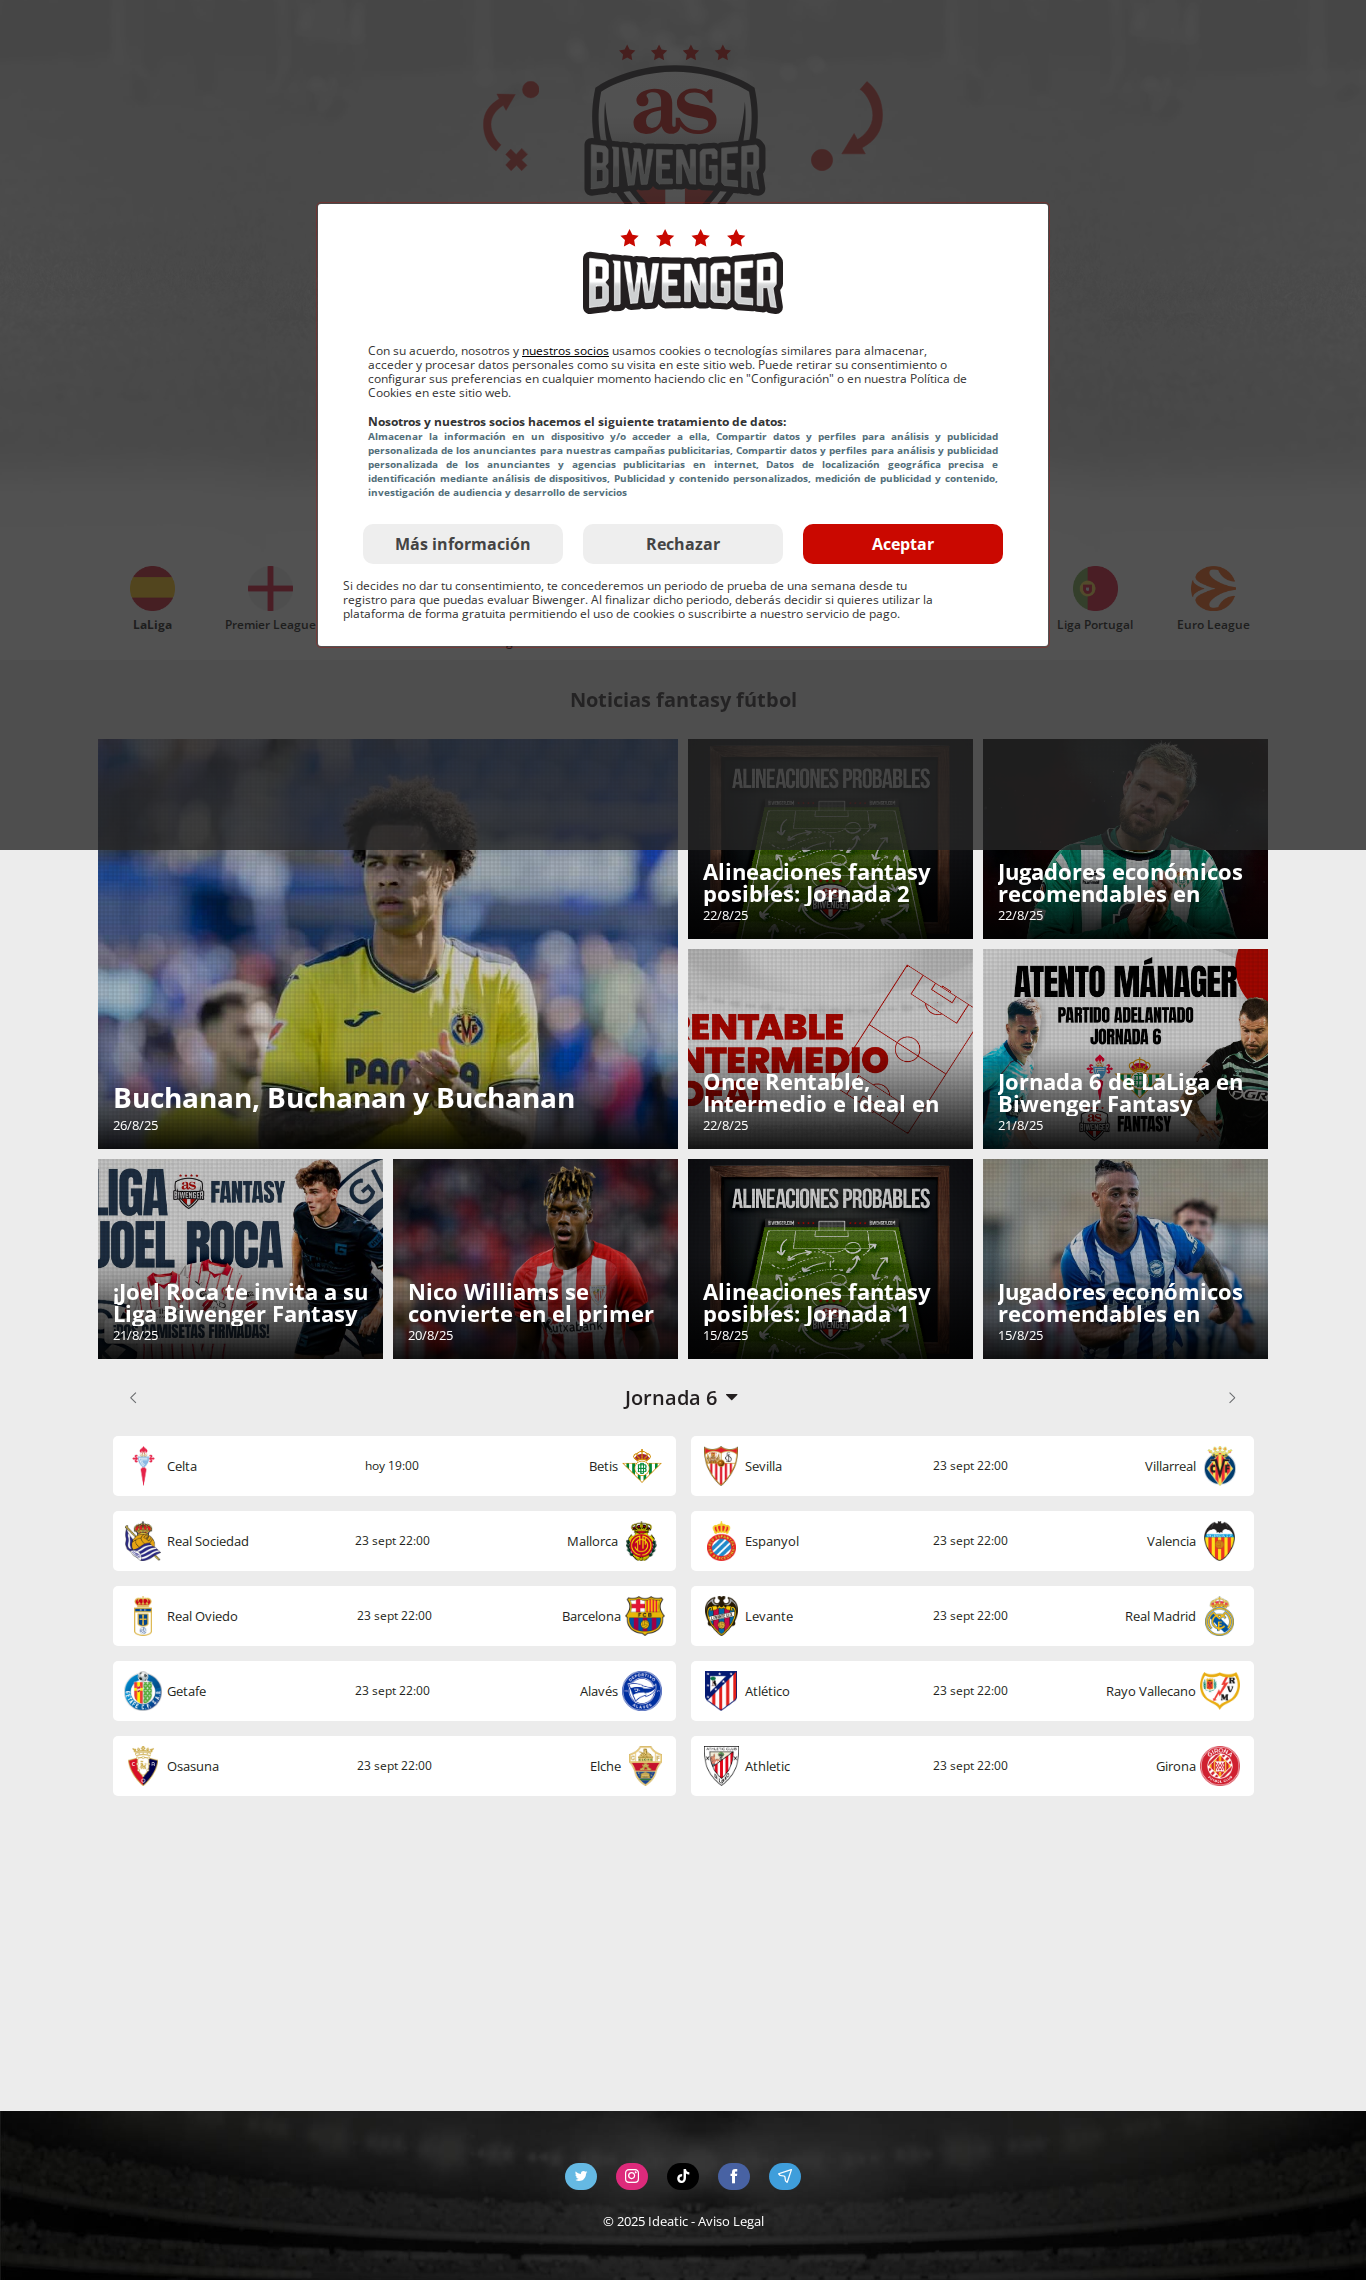 as
BIWENGER
BIWENGER
Con su acuerdo, nosotros y nuestros socios usamos cookies o tecnologías similares para almacenar,
acceder y procesar datos personales como su visita en este sitio web. Puede retirar su consentimiento o
configurar sus preferencias en cualquier momento haciendo clic en "Configuración" o en nuestra Política de
Cookies en este sitio web.
Nosotros y nuestros socios hacemos el siguiente tratamiento de datos:
Almacenar la información en un dispositivo y/o acceder a ella, Compartir datos y perfiles para análisis y publicidad
personalizada de los anunciantes para nuestras campañas publicitarias, Compartir datos y perfiles para análisis y publicidad
personalizada de los anunciantes y agencias publicitarias en internet, Datos de localización geográfica precisa e
identificación mediante análisis de dispositivos, Publicidad y contenido personalizados, medición de publicidad y contenido,
investigación de audiencia y desarrollo de servicios
Más información
Rechazar
Aceptar
Si decides no dar tu consentimiento, te concederemos un periodo de prueba de una semana desde tu
registro para que puedas evaluar Biwenger. Al finalizar dicho periodo, deberás decidir si quieres utilizar la
plataforma de forma gratuita permitiendo el uso de cookies o suscribirte a nuestro servicio de pago.
LaLiga
Premier League
Liga Portugal
Euro League
Noticias fantasy fútbol
Buchanan, Buchanan y Buchanan
26/8/25
ALINEACIONES PROBABLES
Alineaciones fantasy
posibles: Jornada 2
22/8/25
Jugadores económicos
recomendables en
22/8/25
RENTABLE
INTERMEDIO
IDEAL
Once Rentable,
Intermedio e Ideal en
22/8/25
ATENTO MÁNAGER
PARTIDO ADELANTADO
JORNADA 6
Jornada 6 de LaLiga en
Biwenger Fantasy
21/8/25
FANTASY
LIGA as BIWENGER FANTASY
JOEL ROCA
¡Joel Roca te invita a su
Liga Biwenger Fantasy
21/8/25
CAMISETAS FIRMADAS!
Nico Williams se
convierte en el primer
20/8/25
kutxabank
ALINEACIONES PROBABLES
BIWENGER.COM
BIWENGER.COM
Alineaciones fantasy
posibles: Jornada 1
15/8/25
Jugadores económicos
recomendables en
15/8/25
Jornada 6
Celta
hoy 19:00
Betis
Sevilla
23 sept 22:00
Villarreal
Real Sociedad
23 sept 22:00
Mallorca
Espanyol
23 sept 22:00
Valencia
Real Oviedo
23 sept 22:00
Barcelona
Levante
23 sept 22:00
Real Madrid
Getafe
23 sept 22:00
Alavés
Atlético
23 sept 22:00
Rayo Vallecano
Osasuna
23 sept 22:00
Elche
Athletic
23 sept 22:00
Girona
© 2025 Ideatic - Aviso Legal